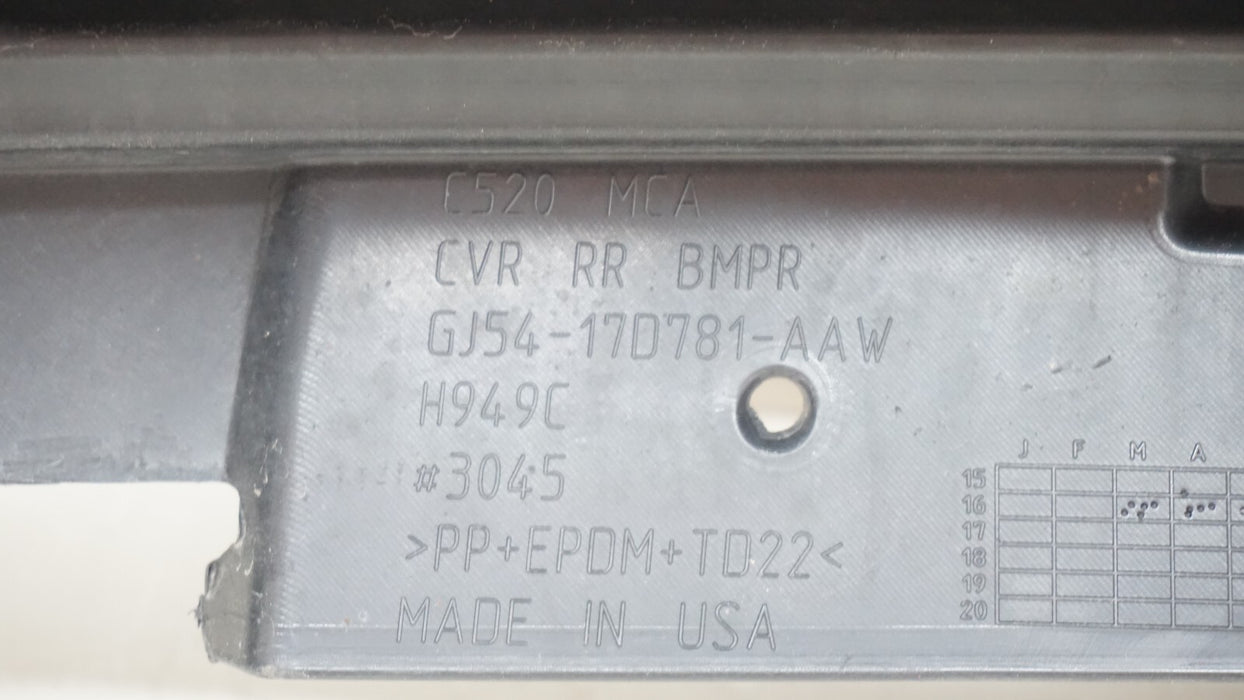 C520 MCA
CVR RR BMPR
GJ54-17D781-AAW
H949C
#3045
>PP+EPDM+TD22<
MADE IN USA
J F M A
15
16
17
18
19
20